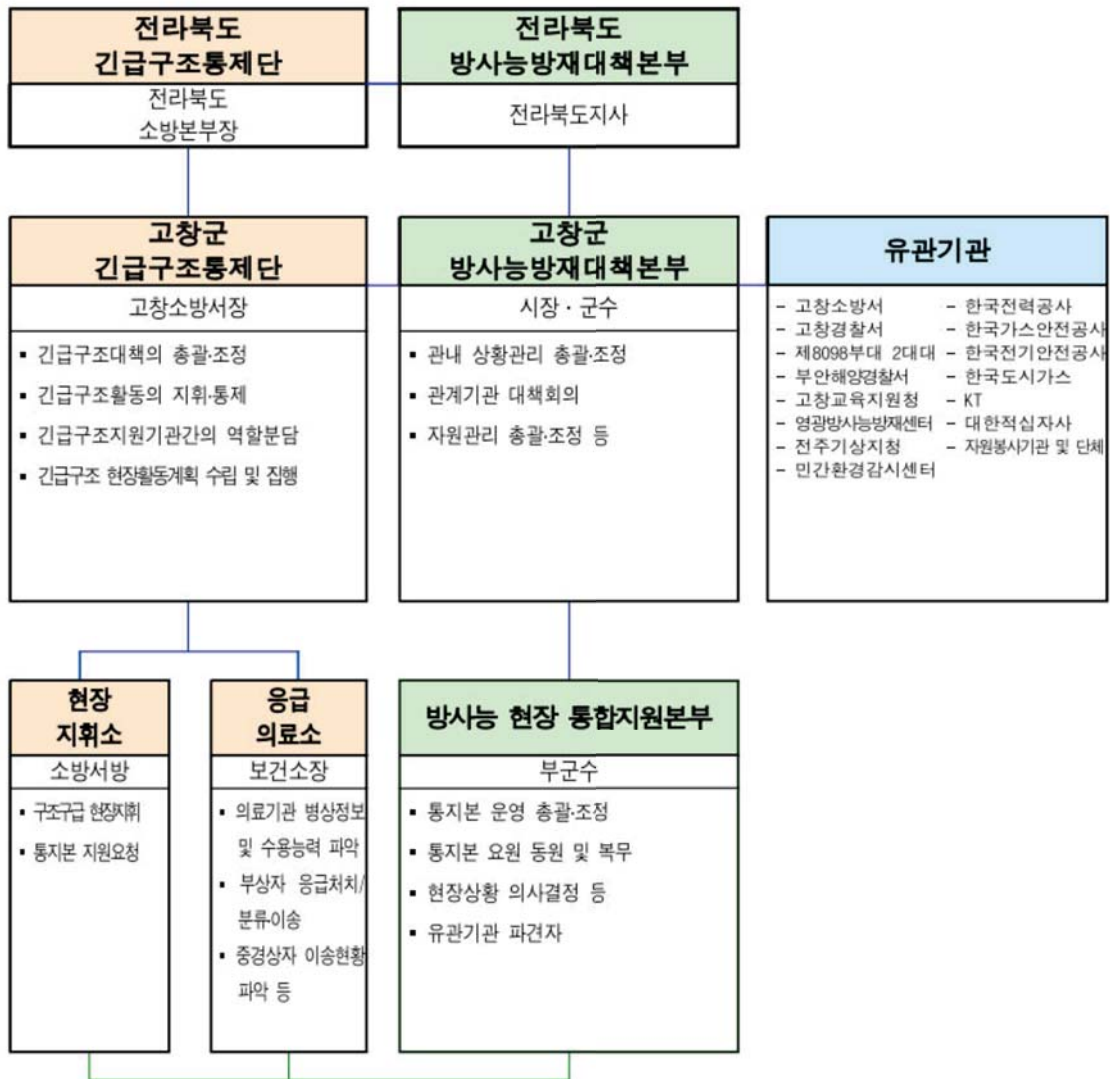 전라북도
긴급구조통제단
전라북도
소방본부장
전라북도
방사능방재대책본부
전라북도지사
고창군
긴급구조통제단
고창소방서장
▪ 긴급구조대책의 총괄·조정
▪ 긴급구조활동의 지휘·통제
▪ 긴급구조지원기관간의 역할분담
▪ 긴급구조 현장활동계획 수립 및 집행
고창군
방사능방재대책본부
시장·군수
▪ 관내 상황관리 총괄·조정
▪ 관계기관 대책회의
▪ 자원관리 총괄·조정 등
유관기관
- 고창소방서
- 고창경찰서
- 제8098부대 2대대
- 부안해양경찰서
- 고창교육지원청
- 영광방사능방재센터
- 전주기상지청
- 민간환경감시센터
- 한국전력공사
- 한국가스안전공사
- 한국전기안전공사
- 한국도시가스
- KT
- 대한적십자사
- 자원봉사기관 및 단체
현장
지휘소
소방서방
▪ 구조구급 현장지휘
▪ 통지본 지원요청
응급
의료소
보건소장
▪ 의료기관 병상정보
및 수용능력 파악
▪ 부상자 응급처치/
분류·이송
▪ 중경상자 이송현황
파악 등
방사능 현장 통합지원본부
부군수
▪ 통지본 운영 총괄·조정
▪ 통지본 요원 동원 및 복무
▪ 현장상황 의사결정 등
▪ 유관기관 파견자